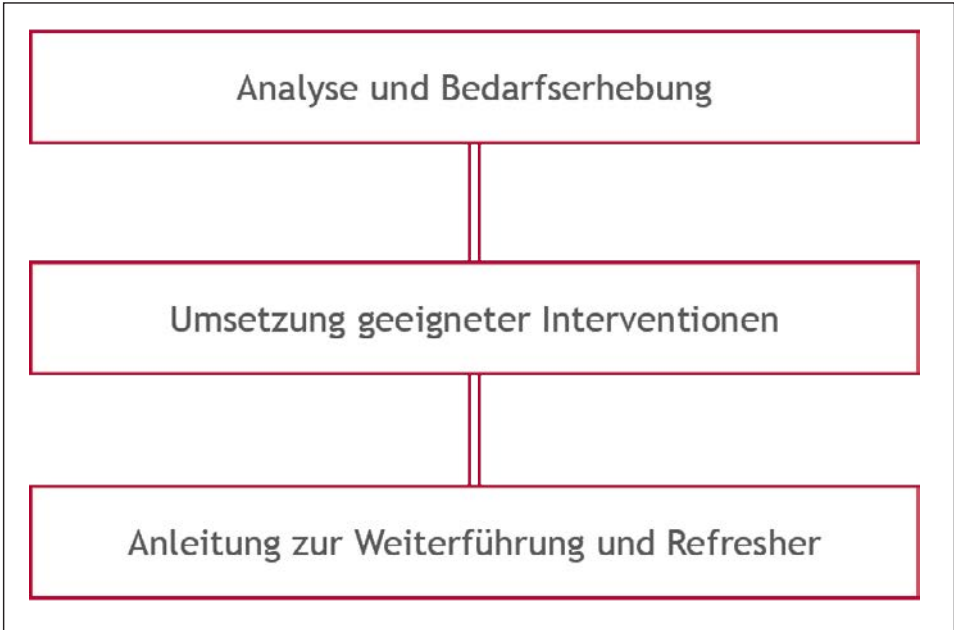 Analyse und Bedarfserhebung
Umsetzung geeigneter Interventionen
Anleitung zur Weiterführung und Refresher